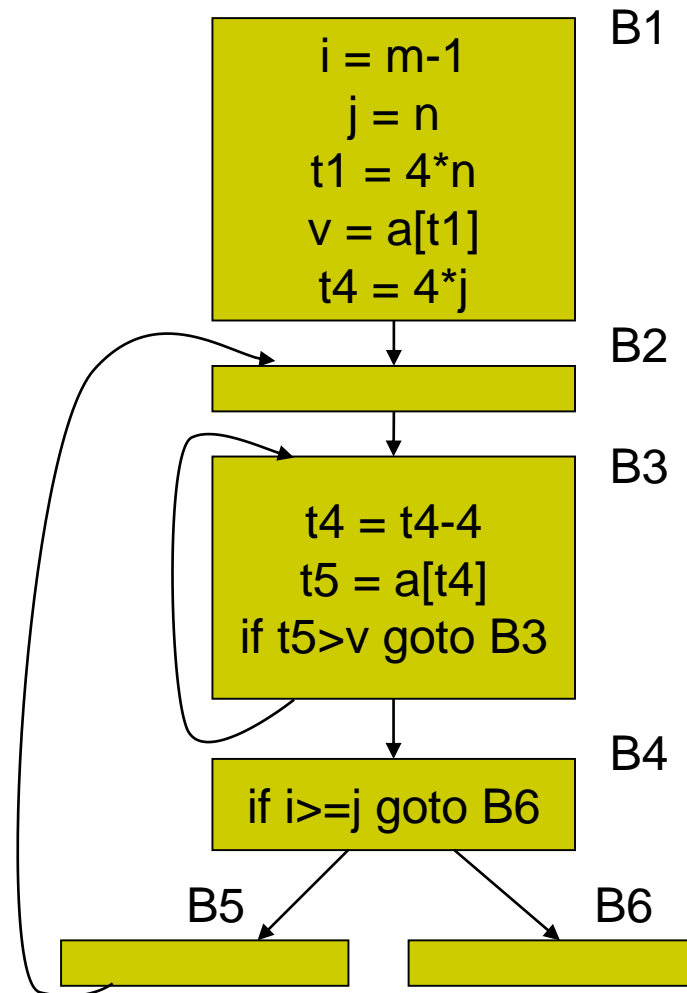 B1
i = m-1
j = n
t1 = 4*n
v = a[t1]
t4 = 4*j
B2
B3
t4 = t4-4
t5 = a[t4]
if t5>v goto B3
B4
if i>=j goto B6
B5
B6